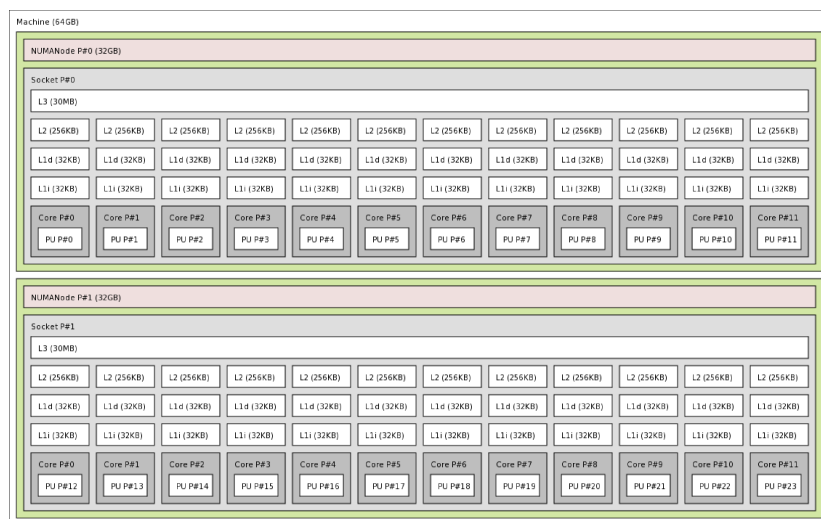 Machine (64GB)
NUMANode P#0 (32GB)
Socket P#0
L3 (30MB)
L2 (256KB) L2 (256KB) L2 (256KB) L2 (256KB) L2 (256KB) L2 (256KB) L2 (256KB) L2 (256KB) L2 (256KB) L2 (256KB) L2 (256KB) L2 (256KB)
L1d (32KB) L1d (32KB) L1d (32KB) L1d (32KB) L1d (32KB) L1d (32KB) L1d (32KB) L1d (32KB) L1d (32KB) L1d (32KB) L1d (32KB) L1d (32KB)
L1i (32KB) L1i (32KB) L1i (32KB) L1i (32KB) L1i (32KB) L1i (32KB) L1i (32KB) L1i (32KB) L1i (32KB) L1i (32KB) L1i (32KB) L1i (32KB)
Core P#0 Core P#1 Core P#2 Core P#3 Core P#4 Core P#5 Core P#6 Core P#7 Core P#8 Core P#9 Core P#10 Core P#11
PU P#0 PU P#1 PU P#2 PU P#3 PU P#4 PU P#5 PU P#6 PU P#7 PU P#8 PU P#9 PU P#10 PU P#11
NUMANode P#1 (32GB)
Socket P#1
L3 (30MB)
L2 (256KB) L2 (256KB) L2 (256KB) L2 (256KB) L2 (256KB) L2 (256KB) L2 (256KB) L2 (256KB) L2 (256KB) L2 (256KB) L2 (256KB) L2 (256KB)
L1d (32KB) L1d (32KB) L1d (32KB) L1d (32KB) L1d (32KB) L1d (32KB) L1d (32KB) L1d (32KB) L1d (32KB) L1d (32KB) L1d (32KB) L1d (32KB)
L1i (32KB) L1i (32KB) L1i (32KB) L1i (32KB) L1i (32KB) L1i (32KB) L1i (32KB) L1i (32KB) L1i (32KB) L1i (32KB) L1i (32KB) L1i (32KB)
Core P#0 Core P#1 Core P#2 Core P#3 Core P#4 Core P#5 Core P#6 Core P#7 Core P#8 Core P#9 Core P#10 Core P#11
PU P#12 PU P#13 PU P#14 PU P#15 PU P#16 PU P#17 PU P#18 PU P#19 PU P#20 PU P#21 PU P#22 PU P#23